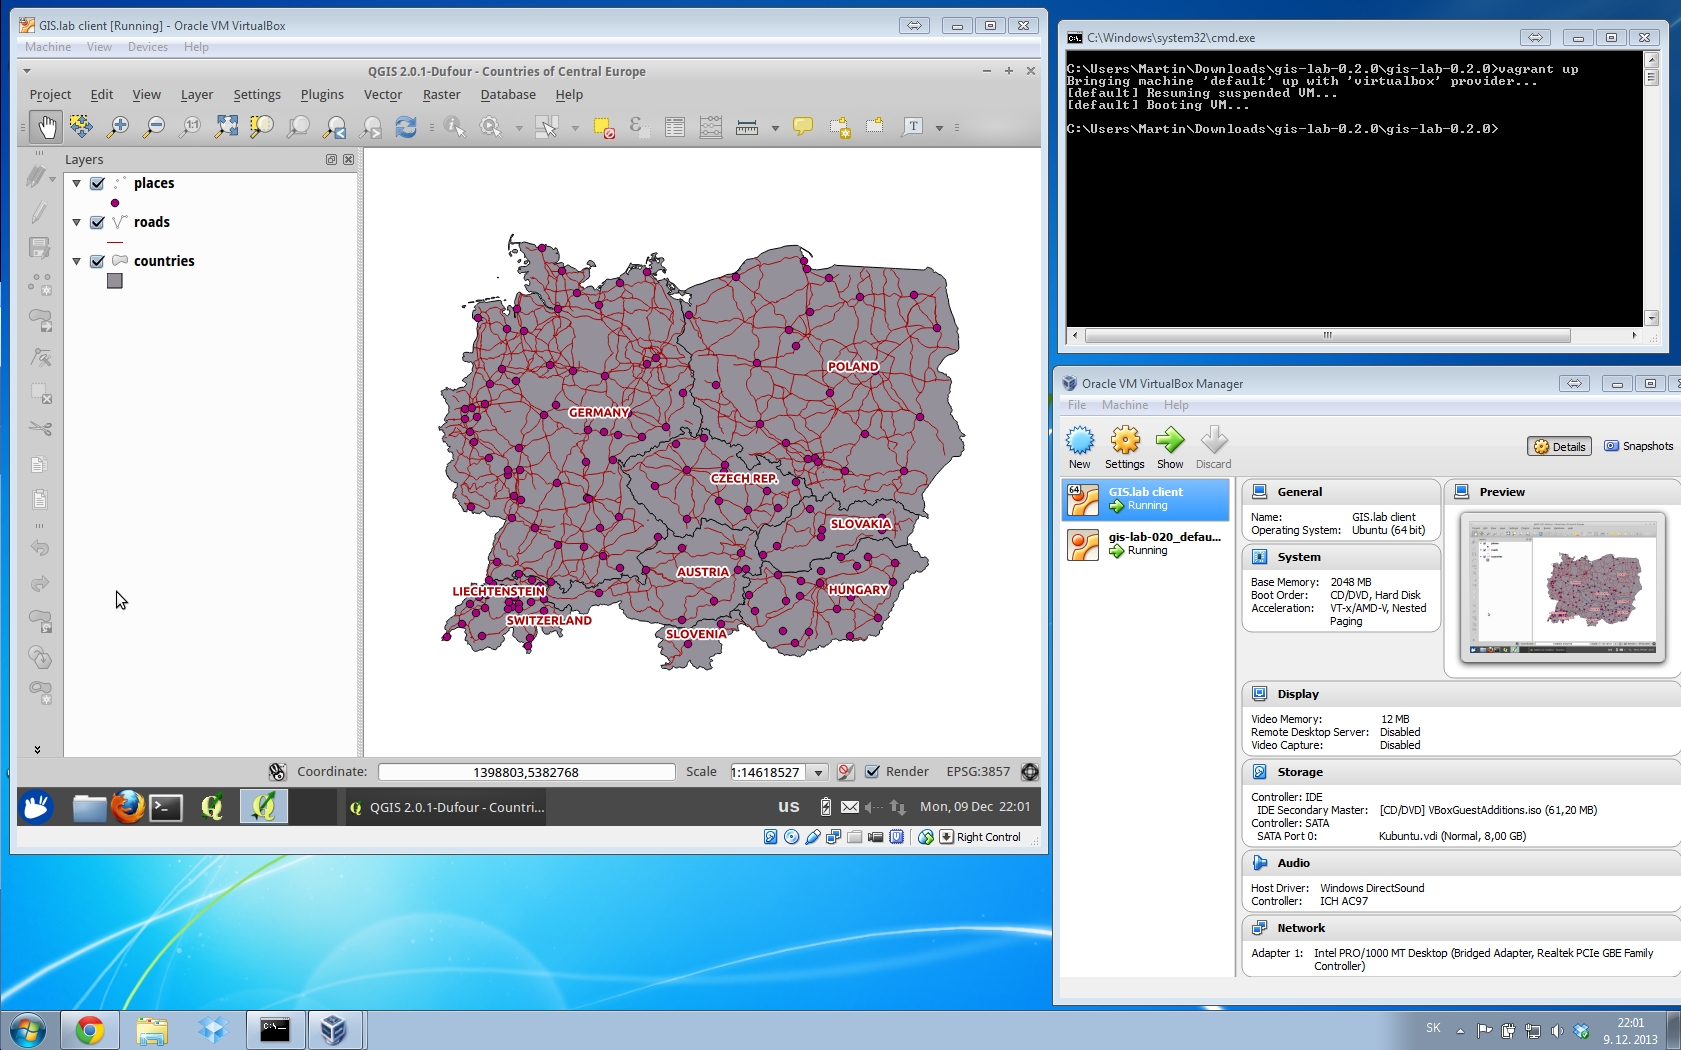 GIS.lab client [Running] - Oracle VM VirtualBox
Machine View Devices Help
QGIS 2.0.1-Dufour - Countries of Central Europe
Project Edit View Layer Settings Plugins Vector Raster Database Help
Layers
places
roads
countries
POLAND
GERMANY
CZECH REP.
SLOVAKIA
AUSTRIA
HUNGARY
LIECHTENSTEIN
SWITZERLAND
SLOVENIA
Coordinate: 1398803,5382768 Scale 1:14618527 Render EPSG:3857
QGIS 2.0.1-Dufour - Countri... us Mon, 09 Dec 22:01
Right Control
C:\Windows\system32\cmd.exe
C:\Users\Martin\Downloads\gis-lab-0.2.0\gis-lab-0.2.0>vagrant up
Bringing machine 'default' up with 'virtualbox' provider...
[default] Resuming suspended VM...
[default] Booting VM...
C:\Users\Martin\Downloads\gis-lab-0.2.0\gis-lab-0.2.0>
Oracle VM VirtualBox Manager
File Machine Help
New Settings Show Discard
Details Snapshots
64 GIS.lab client
Running
gis-lab-020_defau...
Running
General
Name: GIS.lab client
Operating System: Ubuntu (64 bit)
System
Base Memory: 2048 MB
Boot Order: CD/DVD, Hard Disk
Acceleration: VT-x/AMD-V, Nested
Paging
Preview
Display
Video Memory: 12 MB
Remote Desktop Server: Disabled
Video Capture: Disabled
Storage
Controller: IDE
IDE Secondary Master: [CD/DVD] VBoxGuestAdditions.iso (61,20 MB)
Controller: SATA
SATA Port 0: Kubuntu.vdi (Normal, 8,00 GB)
Audio
Host Driver: Windows DirectSound
Controller: ICH AC97
Network
Adapter 1: Intel PRO/1000 MT Desktop (Bridged Adapter, Realtek PCIe GBE Family
Controller)
SK 22:01
9. 12. 2013